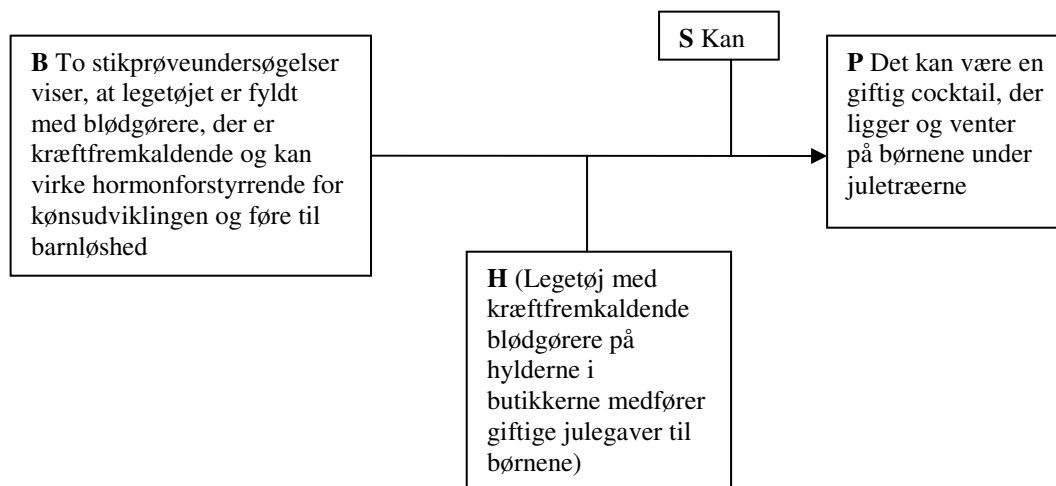 B To stikprøveundersøgelser
viser, at legetøjet er fyldt
med blødgørere, der er
kræftfremkaldende og kan
virke hormonforstyrrende for
kønsudviklingen og føre til
barnløshed
S Kan
P Det kan være en
giftig cocktail, der
ligger og venter
på børnene under
juletræerne
H (Legetøj med
kræftfremkaldende
blødgørere på
hylderne i
butikkerne medfører
giftige julegaver til
børnene)